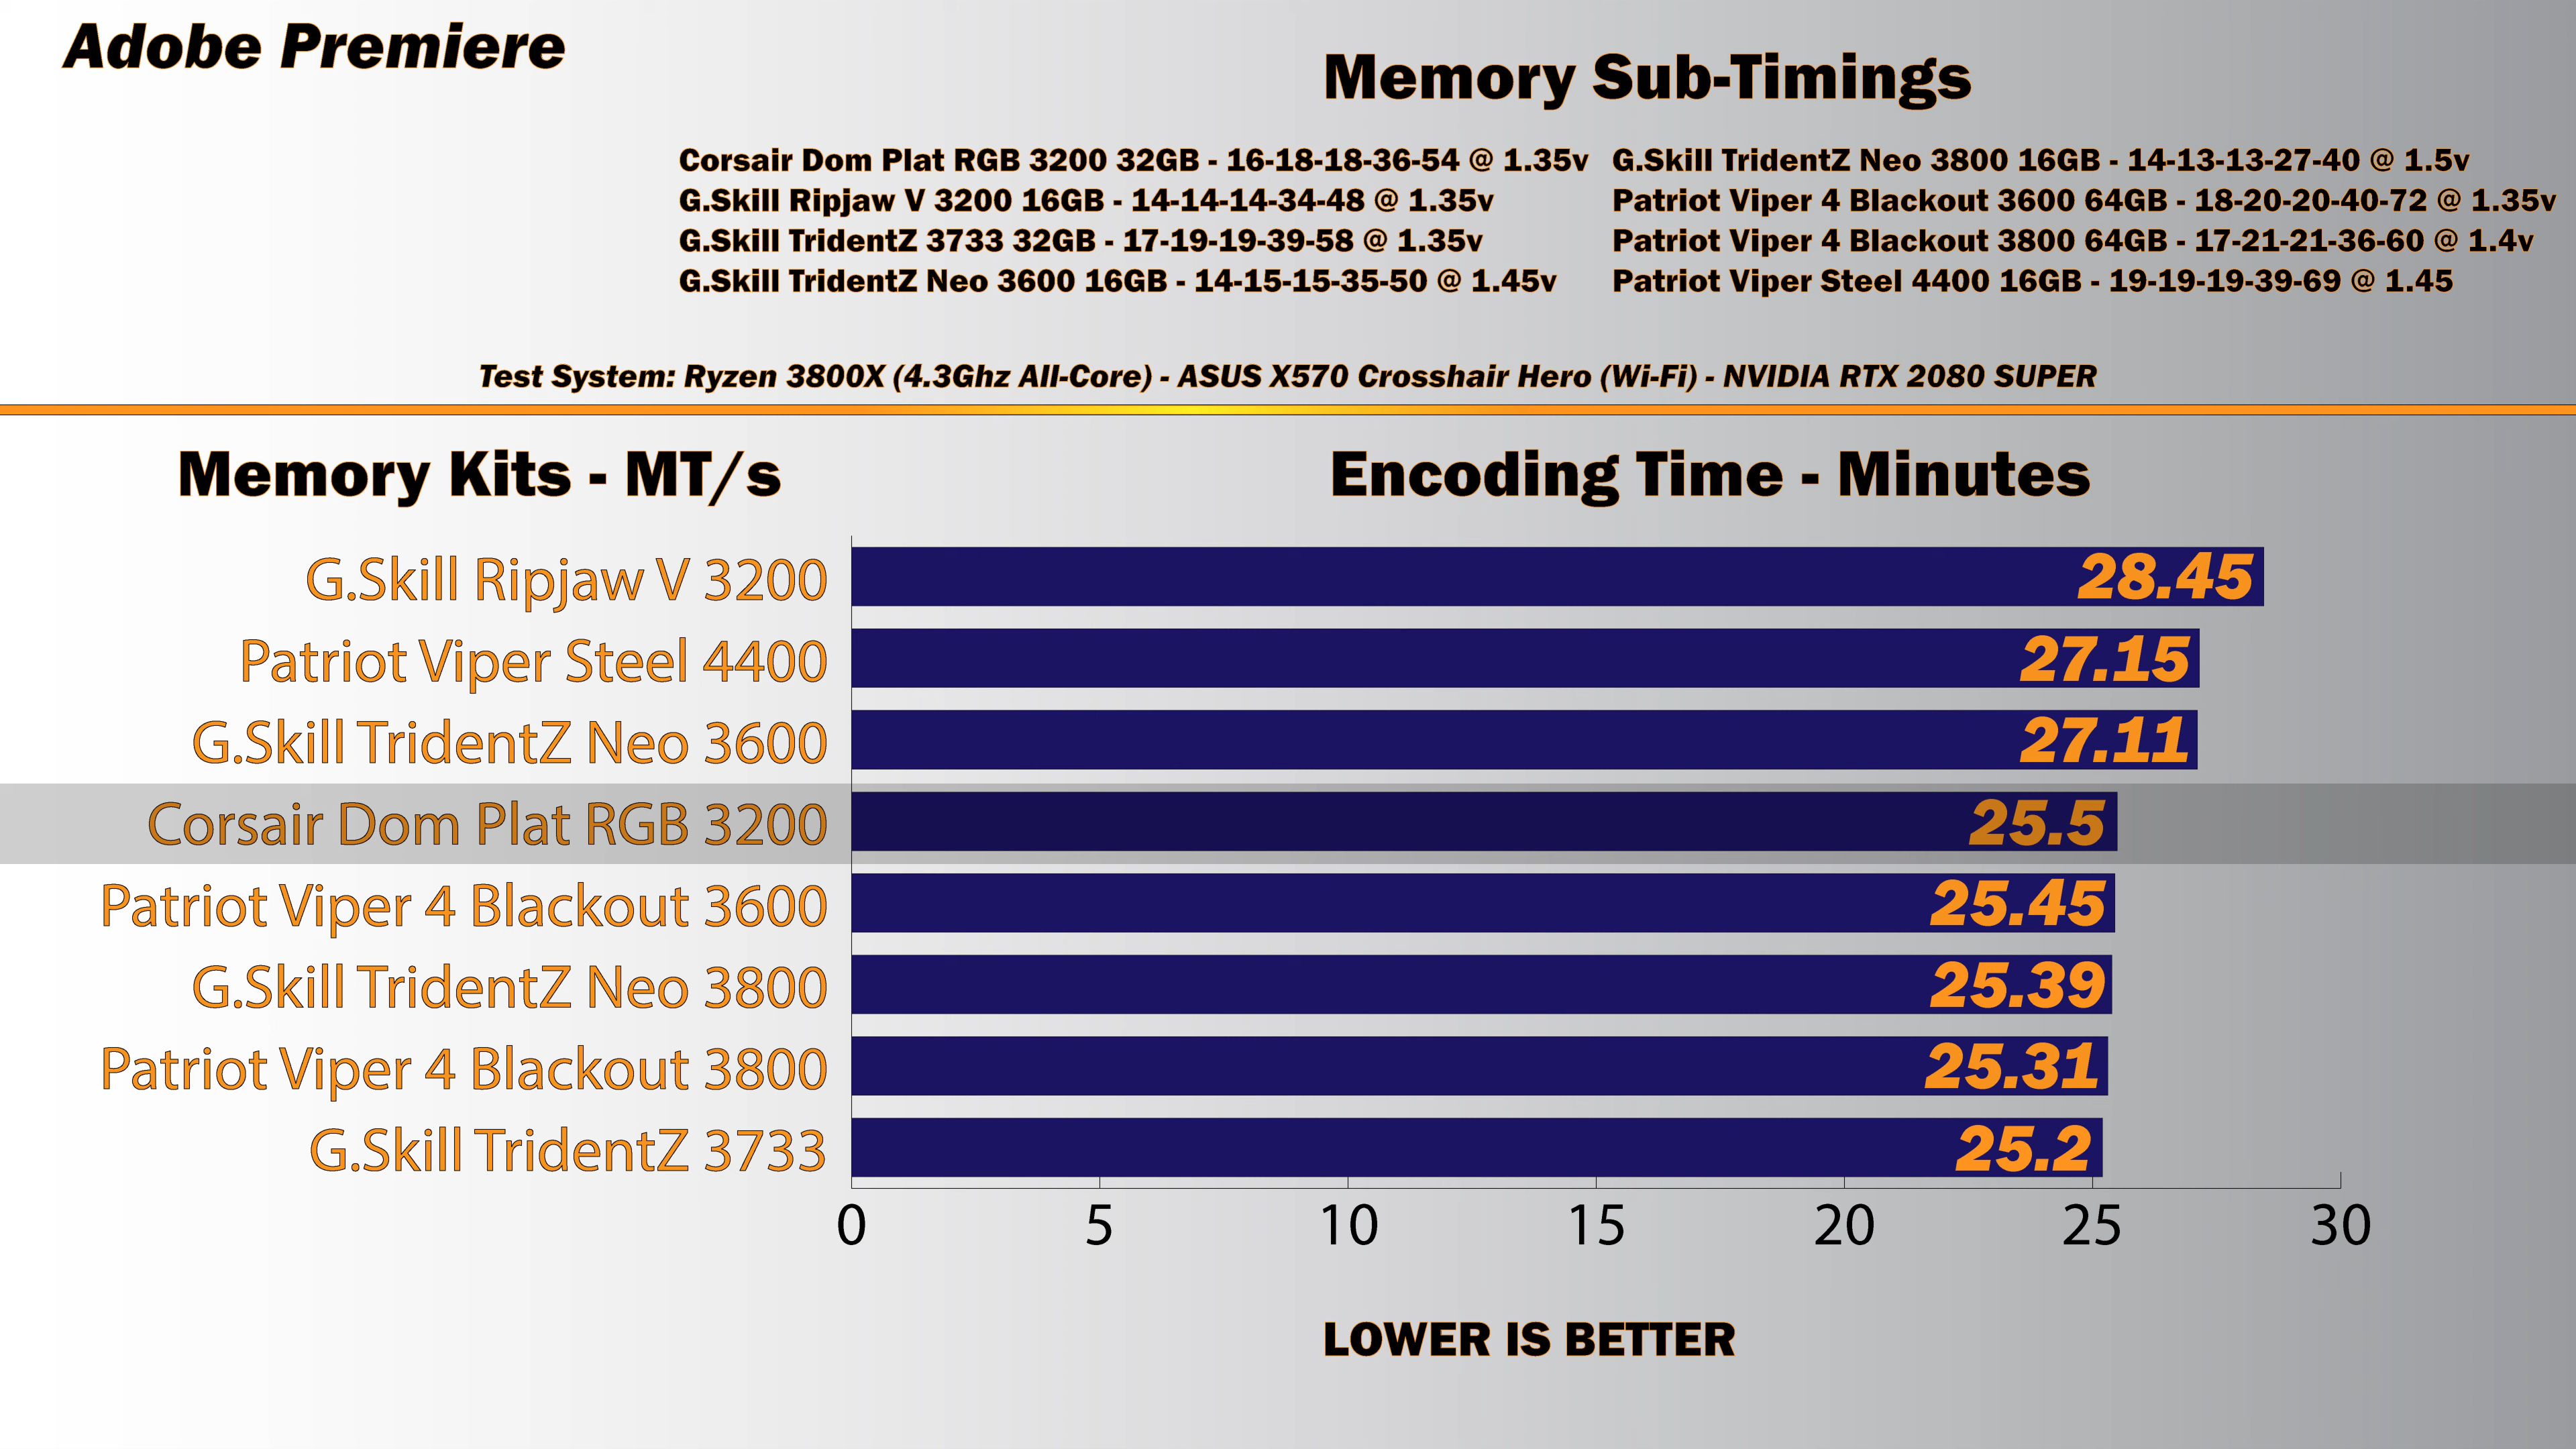 Adobe Premiere
Memory Sub-Timings
Corsair Dom Plat RGB 3200 32GB - 16-18-18-36-54 @ 1.35v
G.Skill Ripjaw V 3200 16GB - 14-14-14-34-48 @ 1.35v
G.Skill TridentZ 3733 32GB - 17-19-19-39-58 @ 1.35v
G.Skill TridentZ Neo 3600 16GB - 14-15-15-35-50 @ 1.45v
G.Skill TridentZ Neo 3800 16GB - 14-13-13-27-40 @ 1.5v
Patriot Viper 4 Blackout 3600 64GB - 18-20-20-40-72 @ 1.35v
Patriot Viper 4 Blackout 3800 64GB - 17-21-21-36-60 @ 1.4v
Patriot Viper Steel 4400 16GB - 19-19-19-39-69 @ 1.45
Test System: Ryzen 3800X (4.3Ghz All-Core) - ASUS X570 Crosshair Hero (Wi-Fi) - NVIDIA RTX 2080 SUPER
Memory Kits - MT/s
Encoding Time - Minutes
G.Skill Ripjaw V 3200 28.45
Patriot Viper Steel 4400 27.15
G.Skill TridentZ Neo 3600 27.11
Corsair Dom Plat RGB 3200 25.5
Patriot Viper 4 Blackout 3600 25.45
G.Skill TridentZ Neo 3800 25.39
Patriot Viper 4 Blackout 3800 25.31
G.Skill TridentZ 3733 25.2
0 5 10 15 20 25 30
LOWER IS BETTER